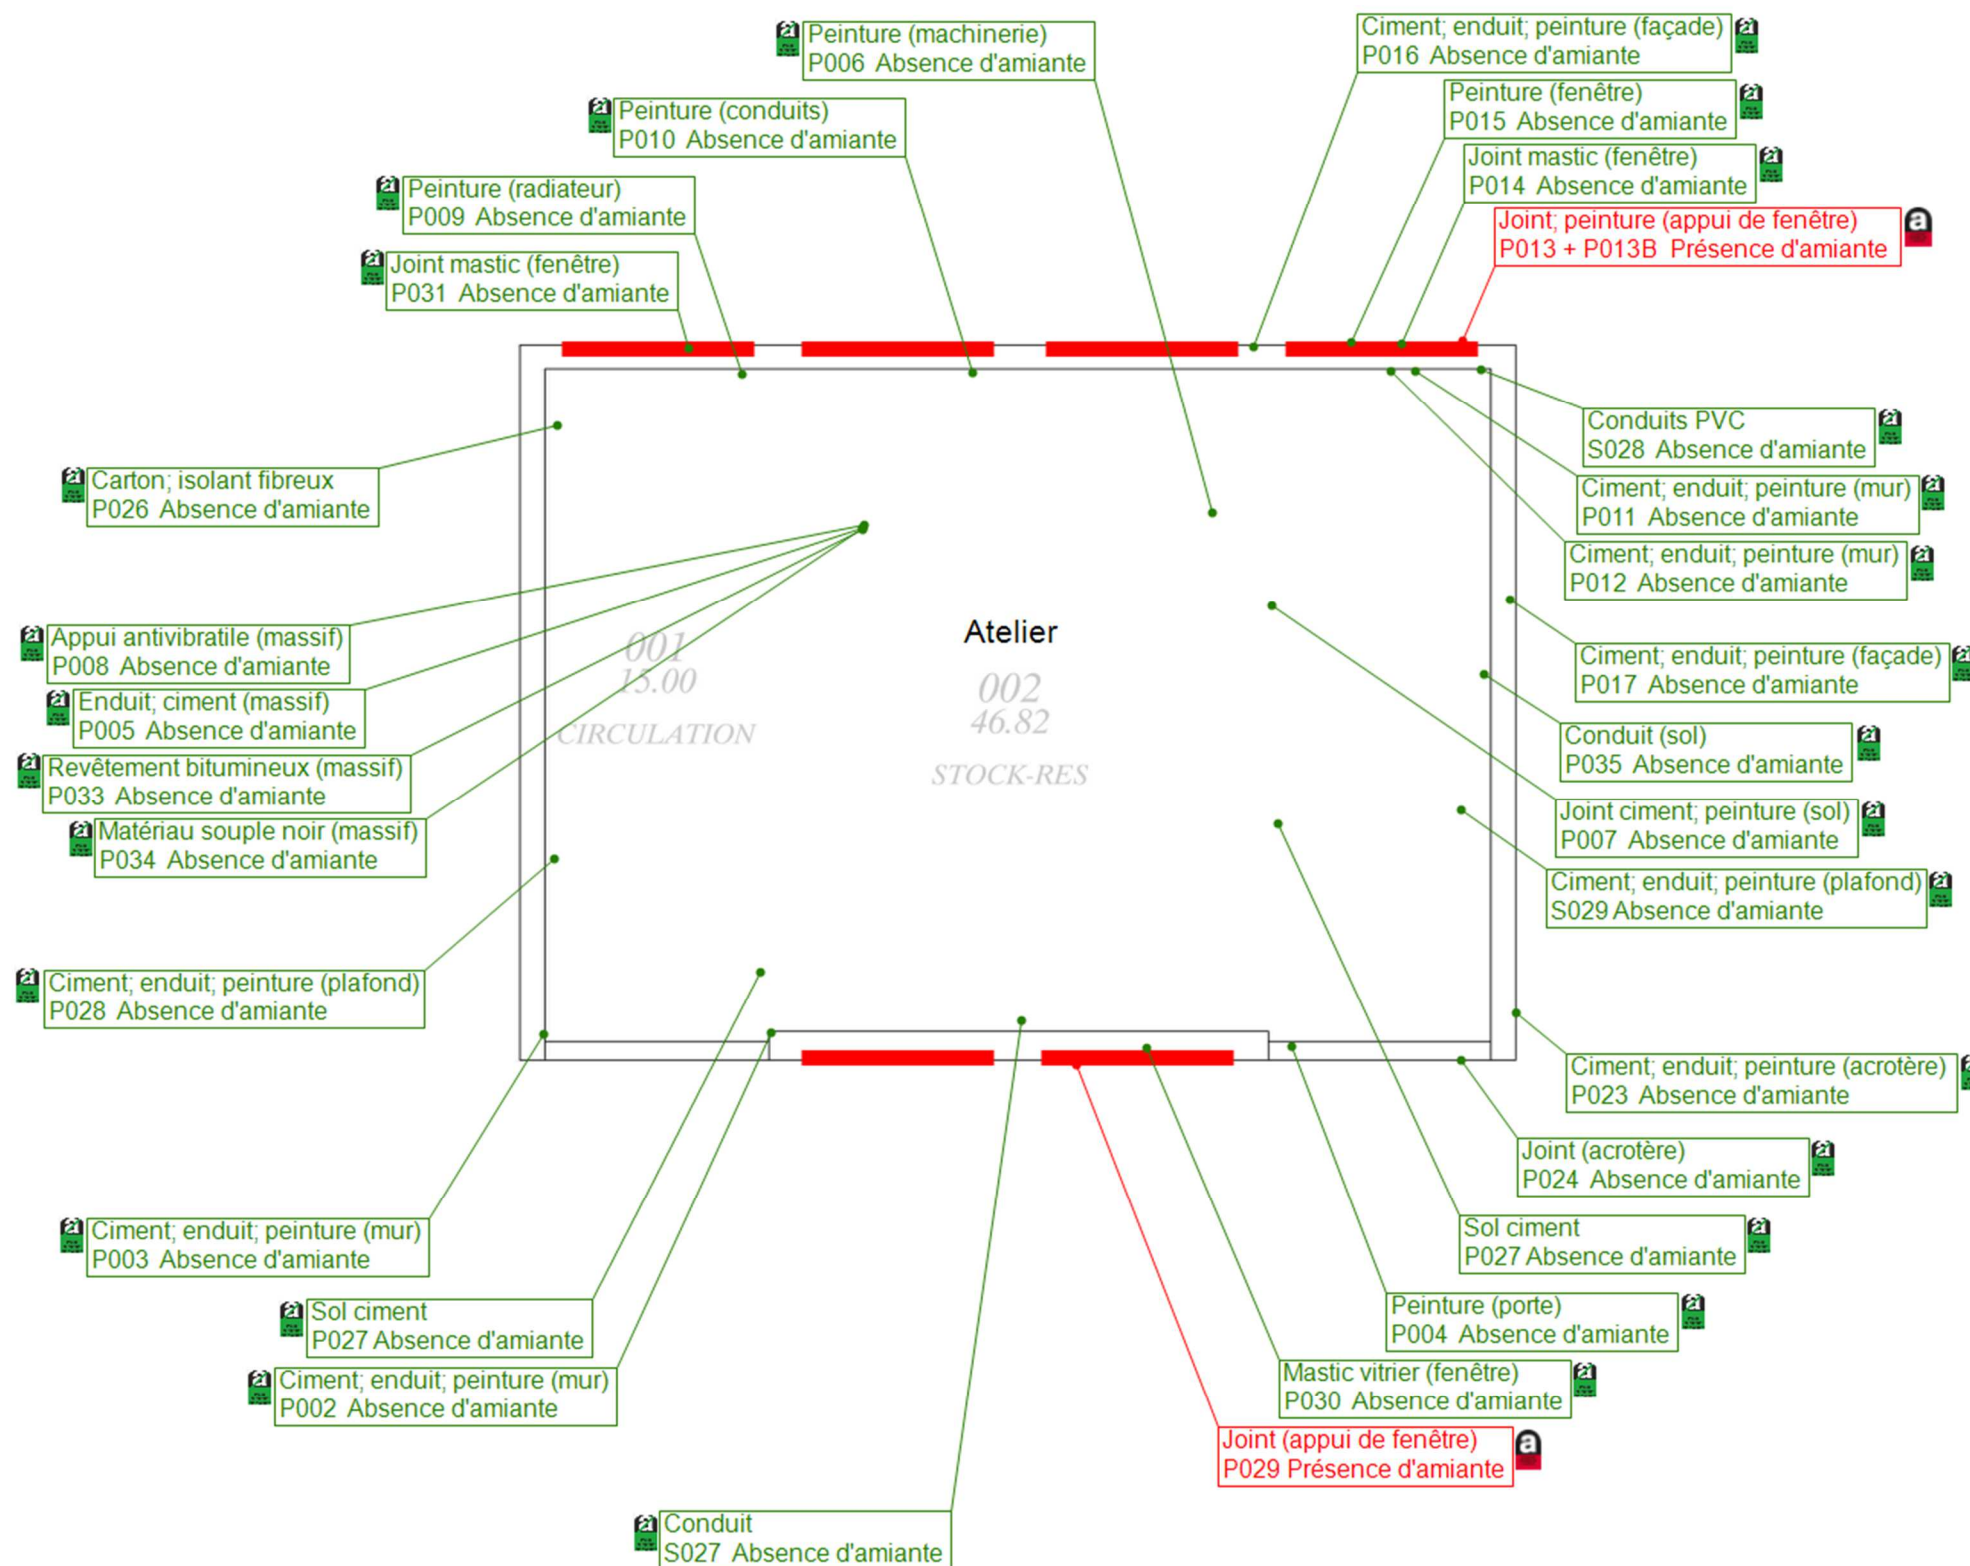 Peinture (machinerie)
P006 Absence d'amiante
Ciment; enduit; peinture (façade)
P016 Absence d'amiante
Peinture (conduits)
P010 Absence d'amiante
Peinture (fenêtre)
P015 Absence d'amiante
Joint mastic (fenêtre)
P014 Absence d'amiante
Peinture (radiateur)
P009 Absence d'amiante
Joint; peinture (appui de fenêtre)
P013 + P013B Présence d'amiante
Joint mastic (fenêtre)
P031 Absence d'amiante
Conduits PVC
S028 Absence d'amiante
Carton; isolant fibreux
P026 Absence d'amiante
Ciment; enduit; peinture (mur)
P011 Absence d'amiante
Ciment; enduit; peinture (mur)
P012 Absence d'amiante
Appui antivibratile (massif)
P008 Absence d'amiante
001
15.00
CIRCULATION
Atelier
002
46.82
STOCK-RES
Ciment; enduit; peinture (façade)
P017 Absence d'amiante
Enduit; ciment (massif)
P005 Absence d'amiante
Conduit (sol)
P035 Absence d'amiante
Revêtement bitumineux (massif)
P033 Absence d'amiante
Joint ciment; peinture (sol)
P007 Absence d'amiante
Matériau souple noir (massif)
P034 Absence d'amiante
Ciment; enduit; peinture (plafond)
S029 Absence d'amiante
Ciment; enduit; peinture (plafond)
P028 Absence d'amiante
Ciment; enduit; peinture (acrotère)
P023 Absence d'amiante
Joint (acrotère)
P024 Absence d'amiante
Ciment; enduit; peinture (mur)
P003 Absence d'amiante
Sol ciment
P027 Absence d'amiante
Sol ciment
P027 Absence d'amiante
Peinture (porte)
P004 Absence d'amiante
Ciment; enduit; peinture (mur)
P002 Absence d'amiante
Mastic vitrier (fenêtre)
P030 Absence d'amiante
Joint (appui de fenêtre)
P029 Présence d'amiante
Conduit
S027 Absence d'amiante